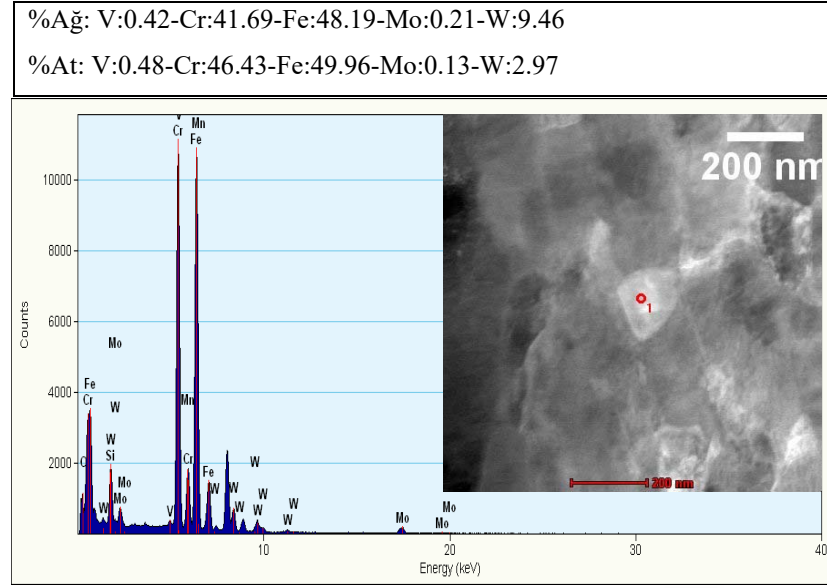 %Ağ: V:0.42-Cr:41.69-Fe:48.19-Mo:0.21-W:9.46
%At: V:0.48-Cr:46.43-Fe:49.96-Mo:0.13-W:2.97
Cr Mn
Fe
200 nm
10000
8000
6000
Mo
4000
Fe
Cr
W
Mn
2000
W
Si
Cr
Fe
W
W
Mo
Mo
W
V
W
W
W
W
W
W
W
Mo
Mo
Mo
1
200 nm
10
20
30
40
Counts
Energy (keV)